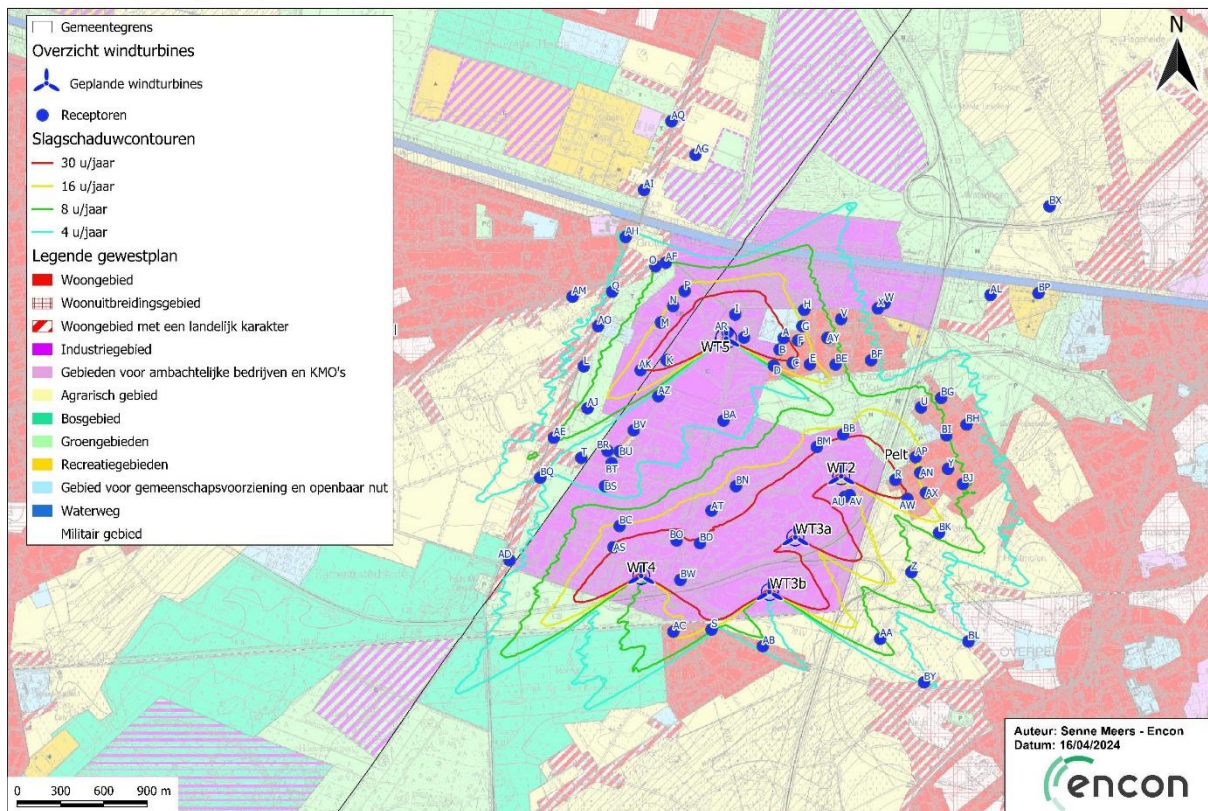 Gemeentegrens
Overzicht windturbines
Geplande windturbines
Receptoren
Slagschaduwcontouren
30 u/jaar
16 u/jaar
8 u/jaar
4 u/jaar
Legende gewestplan
Woongebied
Woonuitbreidingsgebied
Woongebied met een landelijk karakter
Industriegebied
Gebieden voor ambachtelijke bedrijven en KMO's
Agrarisch gebied
Bosgebied
Groengebieden
Recreatiegebieden
Gebied voor gemeenschapsvoorziening en openbaar nut
Waterweg
Militair gebied
N
AQ
AG
AI
BX
AH
O AF
AM Q P
AL BP
N I H X W
AO M AR J A G V
WT5 B F AY
L AK K D C E BE BF
AZ
AJ U BG
BA BH
AE BV BB BI
BR BU BM
T BT Pelt AP
BQ WT2 R AN Y
BS BN AU AV AW AX BJ
AT
BC BK
AS BO BD WT3a
AD
WT4 BW WT3b Z
AC S AB AA BL
OVERPEL
BY
0 300 600 900 m
Auteur: Senne Meers - Encon
Datum: 16/04/2024
encon